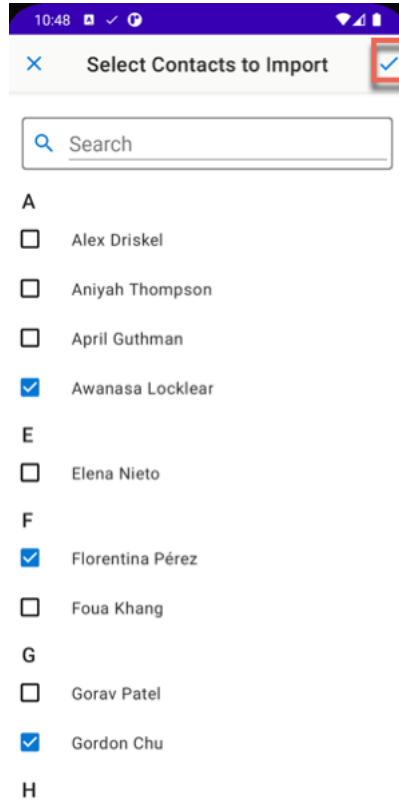 10:48
Select Contacts to Import
Search
A
Alex Driskel
Aniyah Thompson
April Guthman
Awanasa Locklear
E
Elena Nieto
F
Florentina Pérez
Foua Khang
G
Gorav Patel
Gordon Chu
H